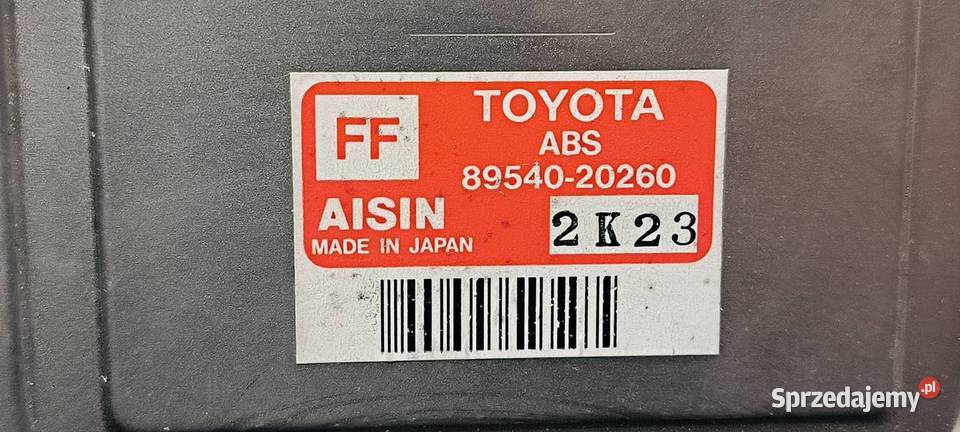 FF
TOYOTA
ABS
89540-20260
AISIN
MADE IN JAPAN
2K23
Sprzedajemy.pl